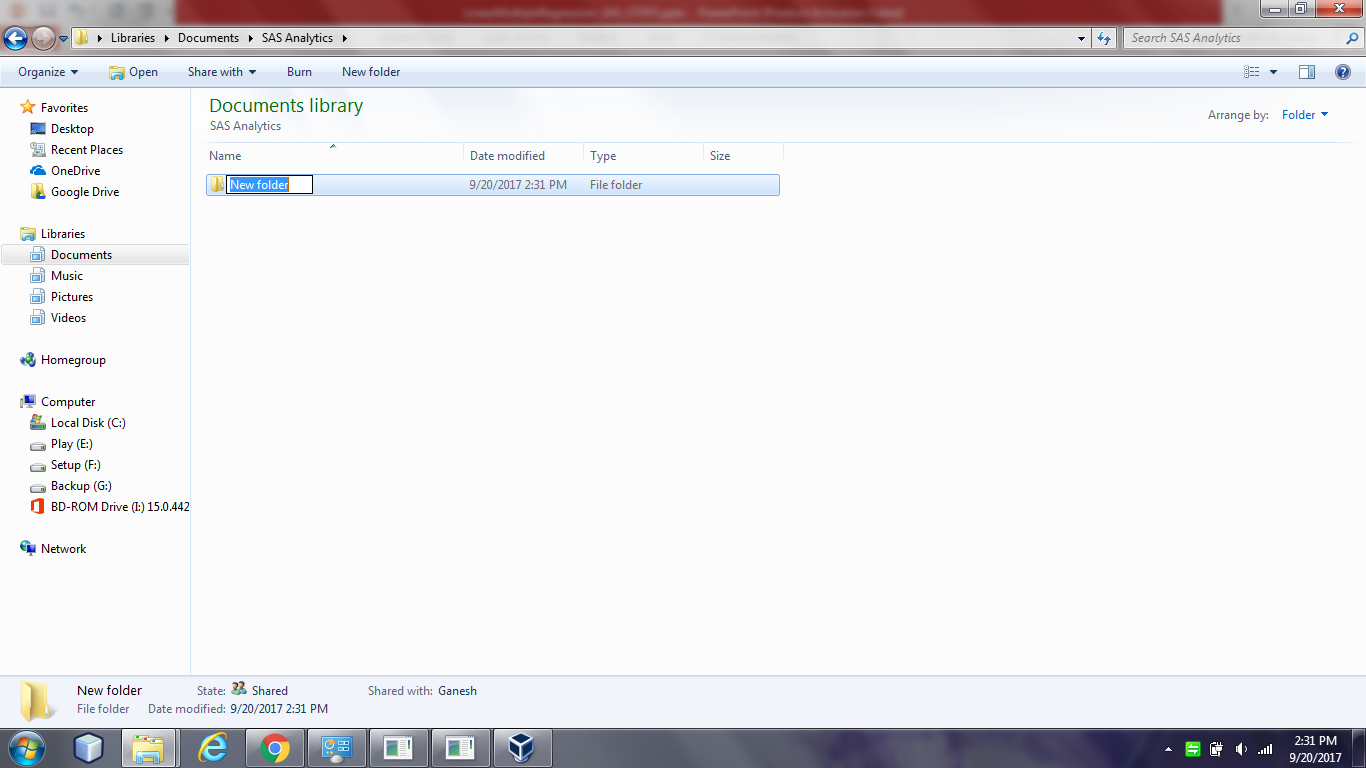 Libraries Documents SAS Analytics
Search SAS Analytics
Organize Open Share with Burn New folder
Favorites
Desktop
Recent Places
OneDrive
Google Drive
Libraries
Documents
Music
Pictures
Videos
Homegroup
Computer
Local Disk (C:)
Play (E:)
Setup (F:)
Backup (G:)
BD-ROM Drive (I:) 15.0.442
Network
Documents library
SAS Analytics
Arrange by: Folder
Name Date modified Type Size
New folder 9/20/2017 2:31 PM File folder
New folder State: Shared Shared with: Ganesh
File folder Date modified: 9/20/2017 2:31 PM
2:31 PM
9/20/2017